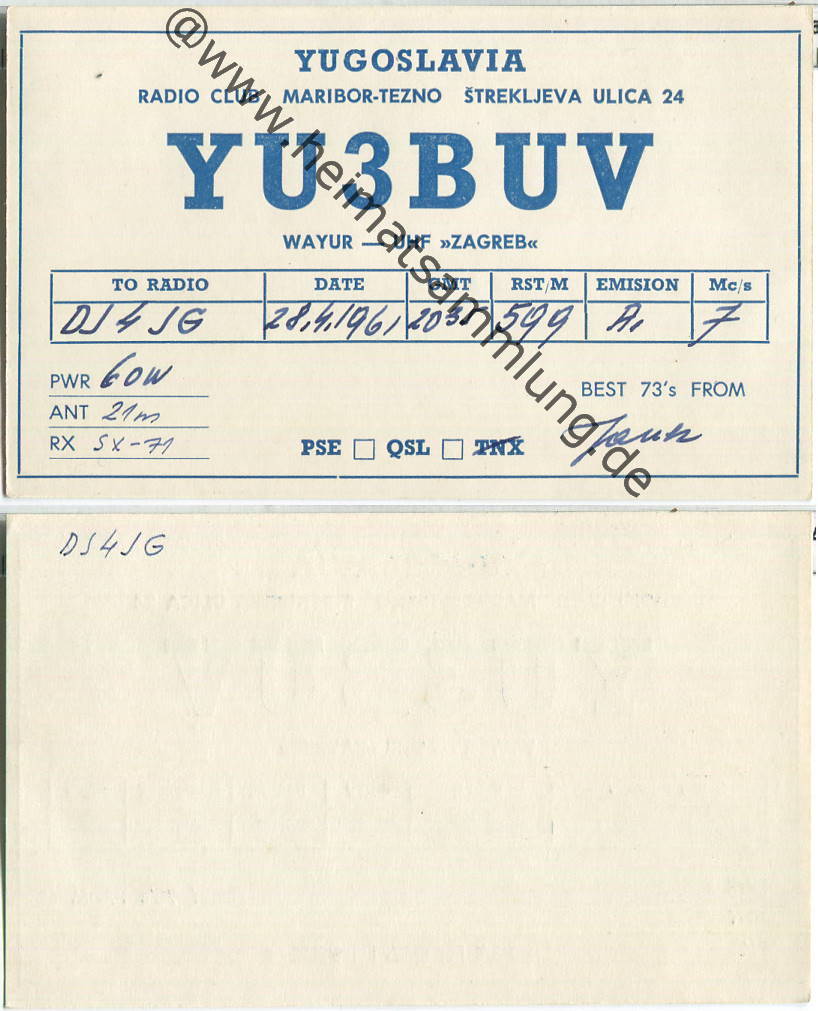 YUGOSLAVIA
RADIO CLUB MARIBOR-TEZNO ŠTREKLJEVA ULICA 24
YU3BUV
WAYUR — UHF »ZAGREB«
TO RADIO DATE GMT RST/M EMISION Mc/s
DJ4JG 28.4.1961 599 A1 7
PWR 60W
ANT 21m
RX SX-71
BEST 73's FROM
PSE QSL TNX
@www.heimatsammlung.de
DJ4JG